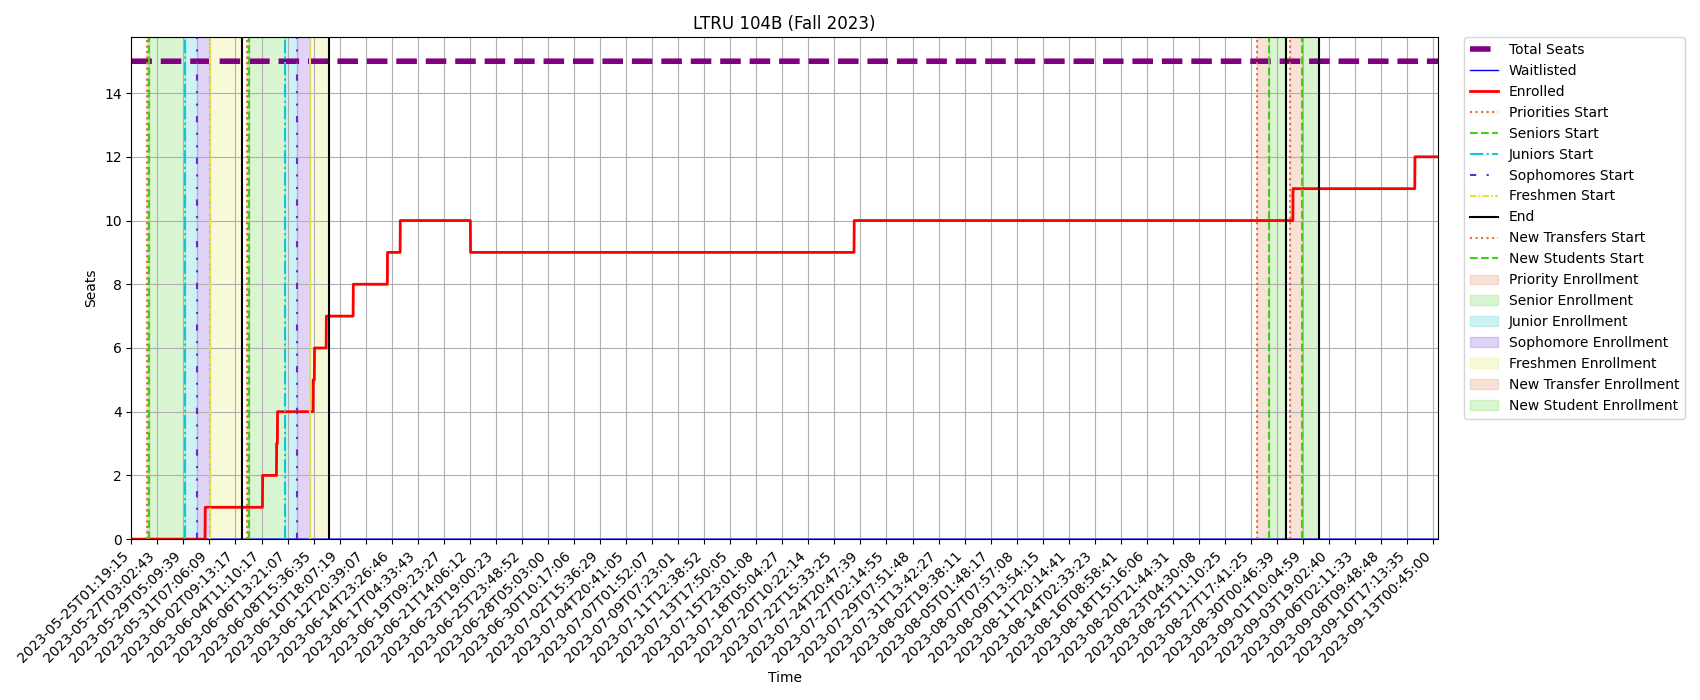 LTRU 104B (Fall 2023)
Seats
14
12
10
8
6
4
2
0
2023-05-25T01:19:15
2023-05-27T03:02:43
2023-05-29T05:09:39
2023-05-31T07:06:09
2023-06-02T09:13:17
2023-06-04T11:10:17
2023-06-06T13:21:07
2023-06-08T15:36:35
2023-06-10T18:07:19
2023-06-12T20:39:07
2023-06-14T23:26:46
2023-06-17T04:33:43
2023-06-19T09:23:27
2023-06-21T14:06:12
2023-06-23T19:00:23
2023-06-25T23:48:52
2023-06-28T05:03:00
2023-06-30T10:17:06
2023-07-02T15:36:29
2023-07-04T20:41:05
2023-07-07T01:52:07
2023-07-09T07:23:01
2023-07-11T12:38:52
2023-07-13T17:50:05
2023-07-15T23:01:08
2023-07-18T05:04:27
2023-07-20T10:22:14
2023-07-22T15:33:25
2023-07-24T20:47:39
2023-07-27T02:14:55
2023-07-29T07:51:48
2023-07-31T13:42:27
2023-08-02T19:38:11
2023-08-05T01:48:17
2023-08-07T07:57:08
2023-08-09T13:54:15
2023-08-11T20:14:41
2023-08-14T02:33:23
2023-08-16T08:58:41
2023-08-18T15:16:06
2023-08-20T21:44:31
2023-08-23T04:30:08
2023-08-25T11:10:25
2023-08-27T17:41:25
2023-08-30T00:46:39
2023-09-01T10:04:59
2023-09-03T19:02:40
2023-09-06T02:11:33
2023-09-08T09:48:48
2023-09-10T17:13:35
2023-09-13T00:45:00
Time
Total Seats
Waitlisted
Enrolled
Priorities Start
Seniors Start
Juniors Start
Sophomores Start
Freshmen Start
End
New Transfers Start
New Students Start
Priority Enrollment
Senior Enrollment
Junior Enrollment
Sophomore Enrollment
Freshmen Enrollment
New Transfer Enrollment
New Student Enrollment